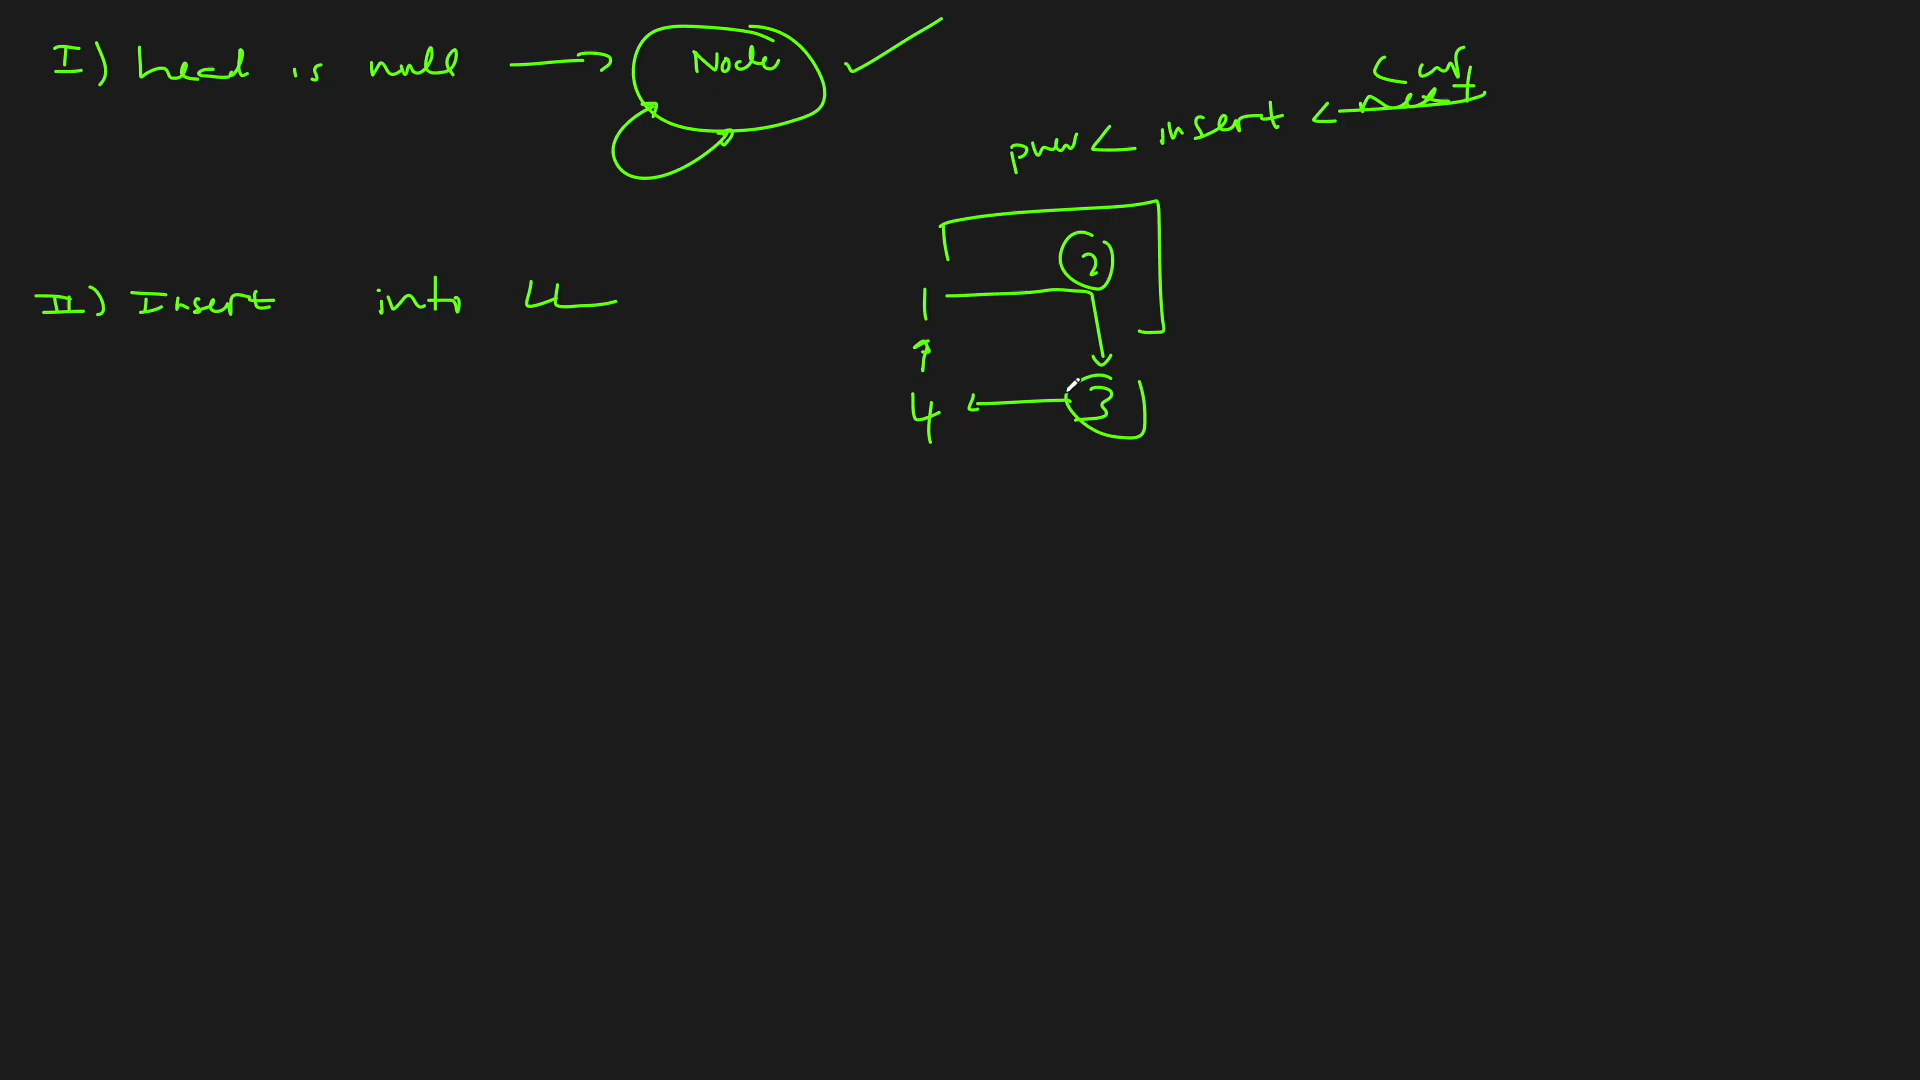 I) head is null → Node ✓
< curr
next
prev < insert <
2
II) Insert into LL
1
4 ← 3